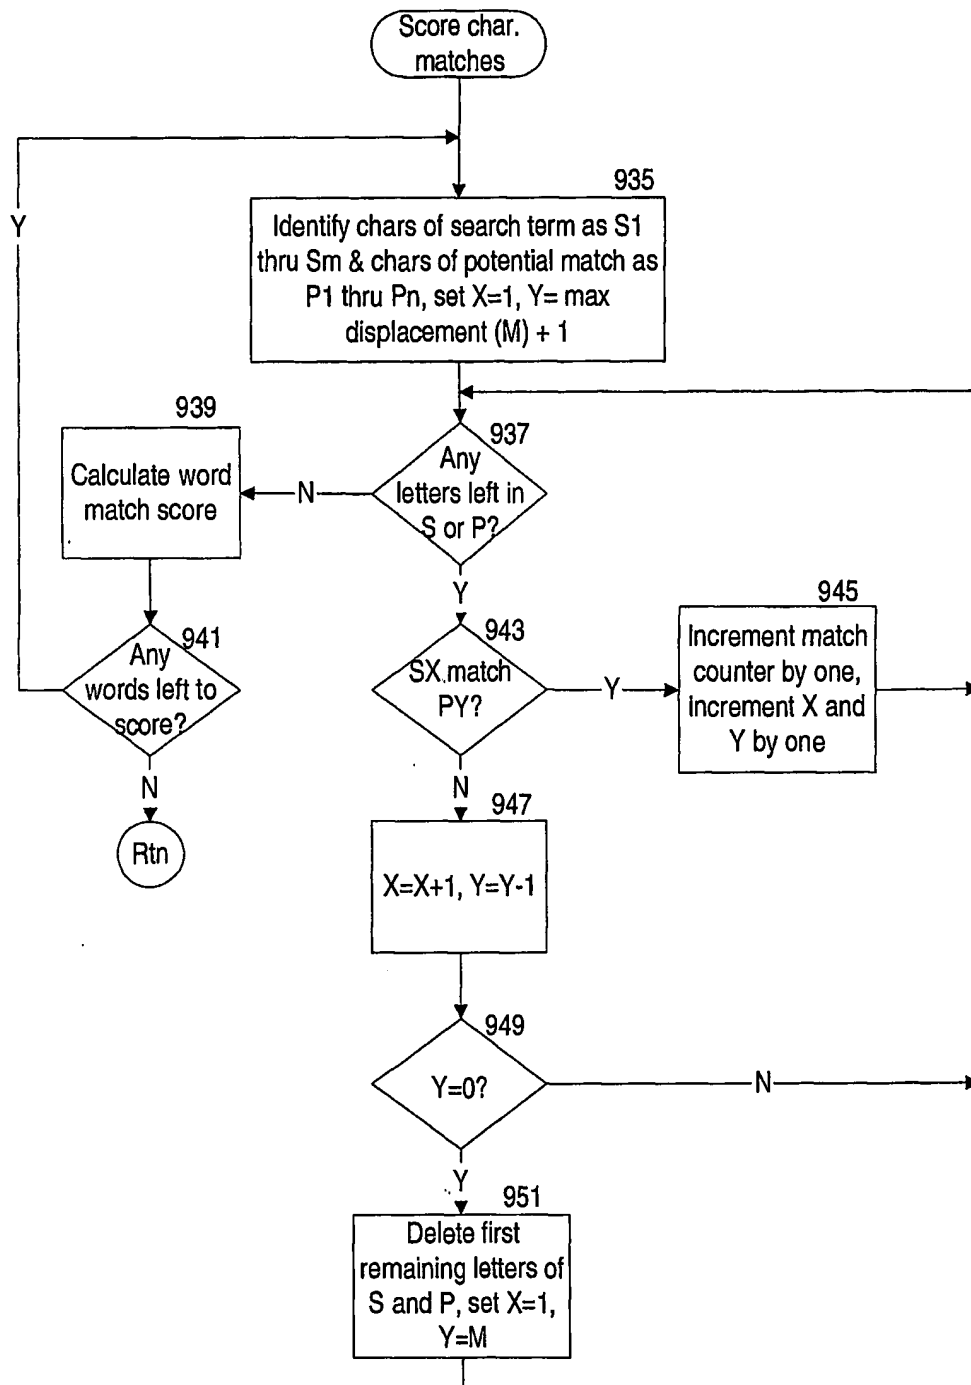 Score char.
matches
935
Identify chars of search term as S1
thru Sm & chars of potential match as
P1 thru Pn, set X=1, Y= max
displacement (M) + 1
Y
939
Calculate word
match score
N
937
Any
letters left in
S or P?
Y
941
Any
words left to
score?
N
Rtn
943
SX match
PY?
Y
945
Increment match
counter by one,
increment X and
Y by one
N
947
X=X+1, Y=Y-1
949
Y=0?
N
Y
951
Delete first
remaining letters of
S and P, set X=1,
Y=M